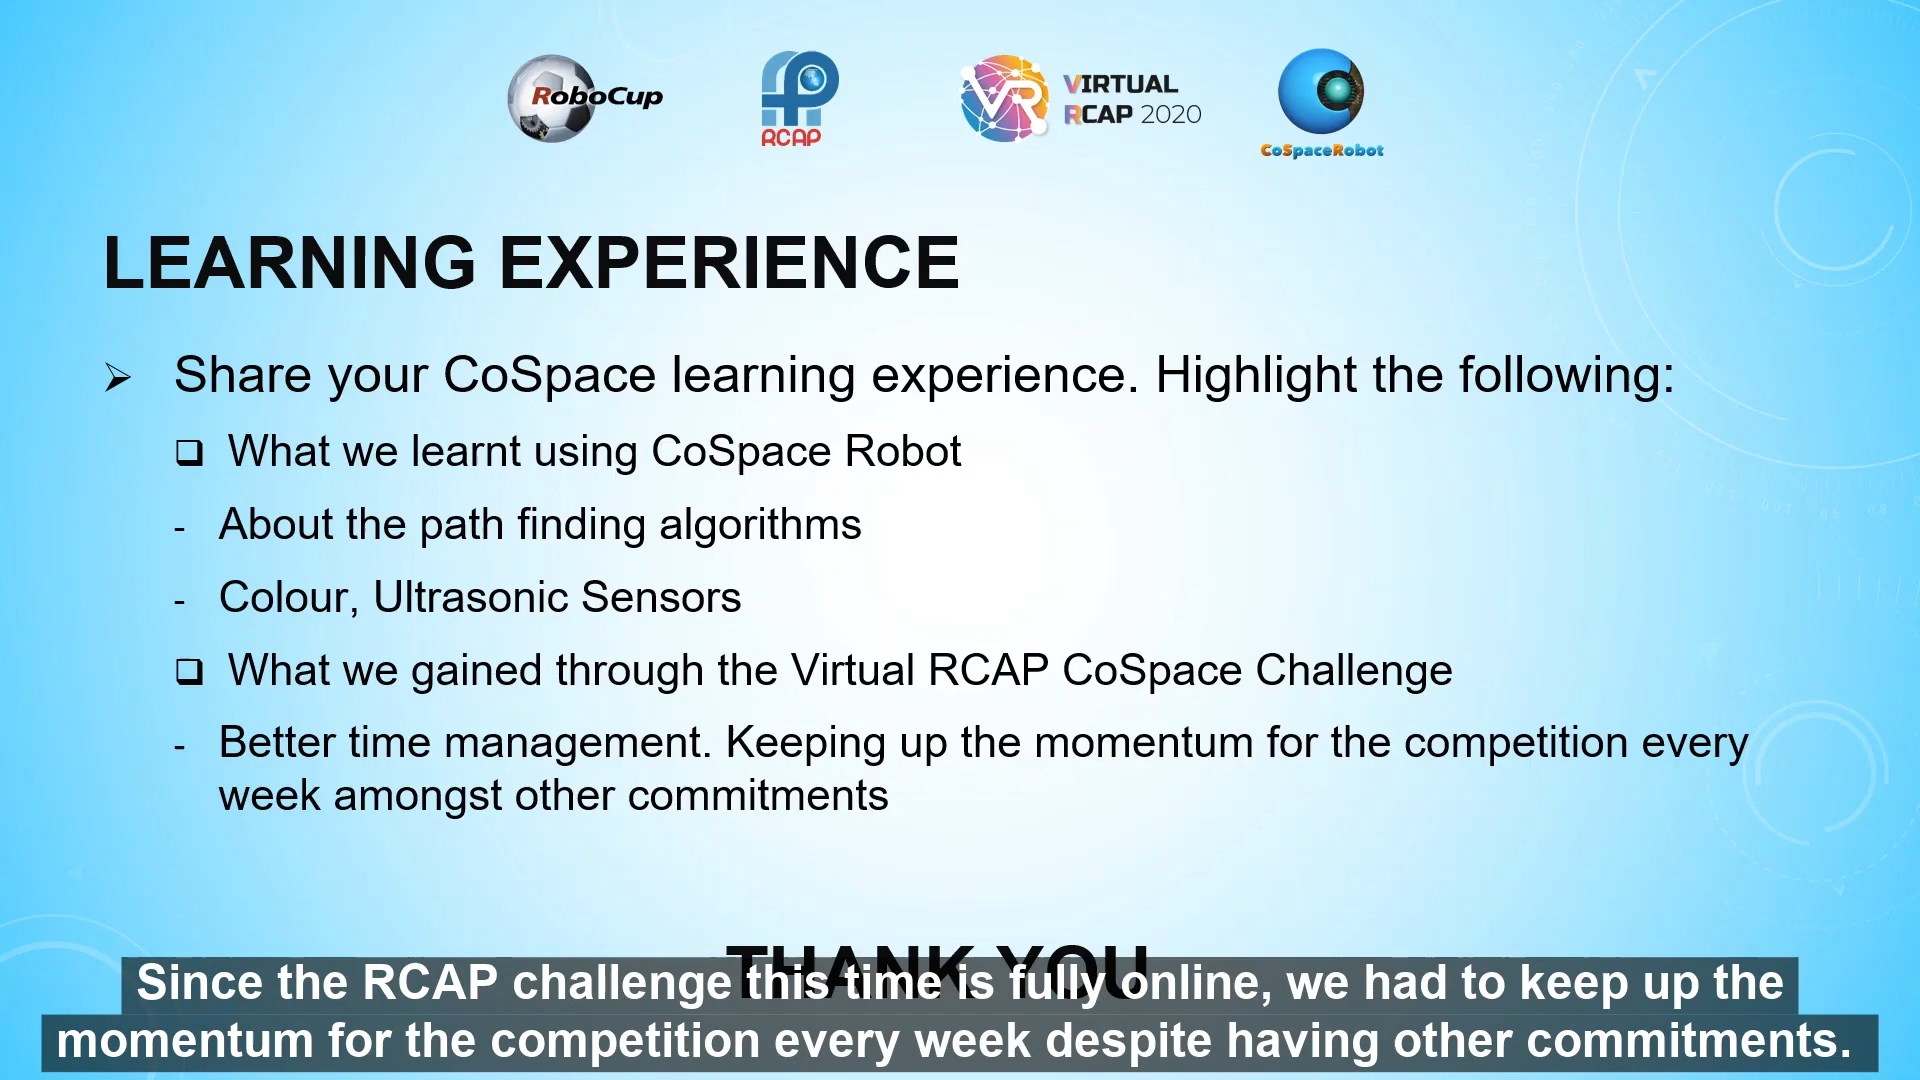 RoboCup
RCAP
VR
VIRTUAL
RCAP 2020
CoSpaceRobot
LEARNING EXPERIENCE
Share your CoSpace learning experience. Highlight the following:
What we learnt using CoSpace Robot
- About the path finding algorithms
- Colour, Ultrasonic Sensors
What we gained through the Virtual RCAP CoSpace Challenge
- Better time management. Keeping up the momentum for the competition every
week amongst other commitments
THANK YOU
Since the RCAP challenge this time is fully online, we had to keep up the
momentum for the competition every week despite having other commitments.